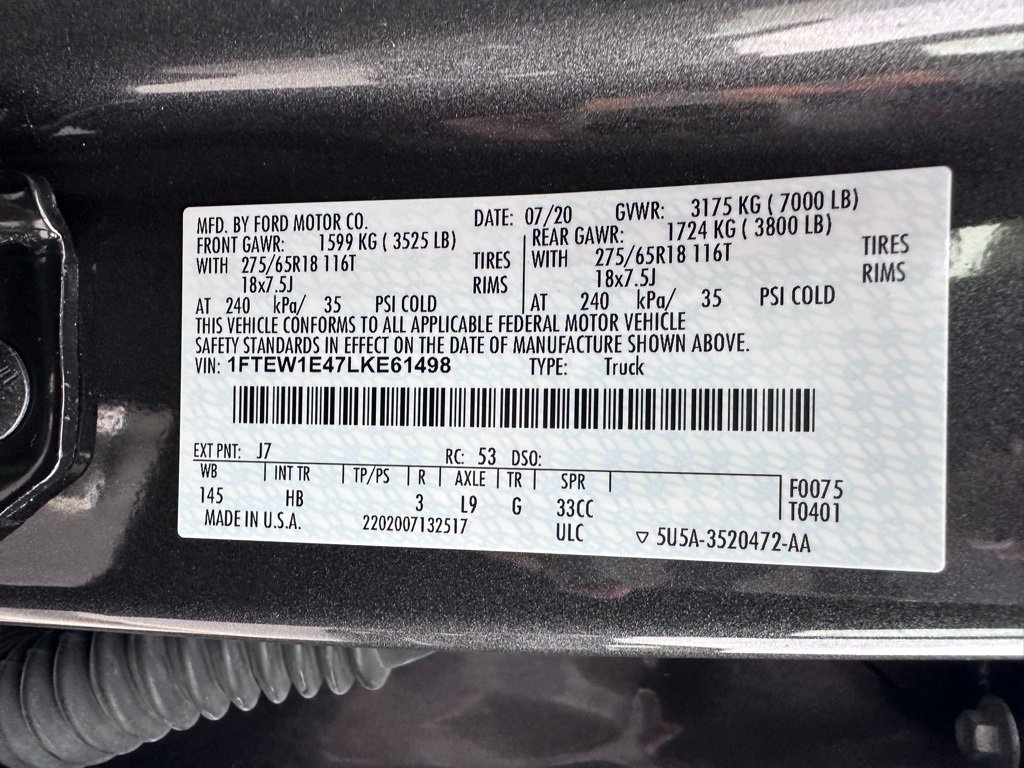 MFD. BY FORD MOTOR CO. DATE: 07/20 GVWR: 3175 KG ( 7000 LB)
FRONT GAWR: 1599 KG ( 3525 LB) REAR GAWR: 1724 KG ( 3800 LB)
WITH 275/65R18 116T TIRES WITH 275/65R18 116T TIRES
18x7.5J RIMS 18x7.5J RIMS
AT 240 kPa/ 35 PSI COLD AT 240 kPa/ 35 PSI COLD
THIS VEHICLE CONFORMS TO ALL APPLICABLE FEDERAL MOTOR VEHICLE
SAFETY STANDARDS IN EFFECT ON THE DATE OF MANUFACTURE SHOWN ABOVE.
VIN: 1FTEW1E47LKE61498 TYPE: Truck
EXT PNT: J7 RC: 53 DSO:
WB INT TR TP/PS R AXLE TR SPR F0075
145 HB 3 L9 G 33CC T0401
MADE IN U.S.A. 2202007132517 ULC ▽ 5U5A-3520472-AA